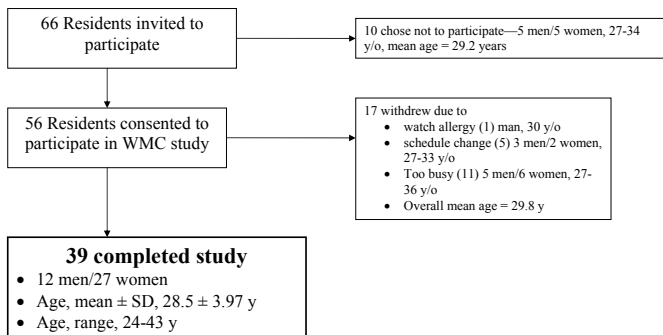 66 Residents invited to
participate
10 chose not to participate—5 men/5 women, 27-34
y/o, mean age = 29.2 years
56 Residents consented to
participate in WMC study
17 withdrew due to
• watch allergy (1) man, 30 y/o
• schedule change (5) 3 men/2 women,
27-33 y/o
• Too busy (11) 5 men/6 women, 27-
36 y/o
• Overall mean age = 29.8 y
39 completed study
• 12 men/27 women
• Age, mean ± SD, 28.5 ± 3.97 y
• Age, range, 24-43 y